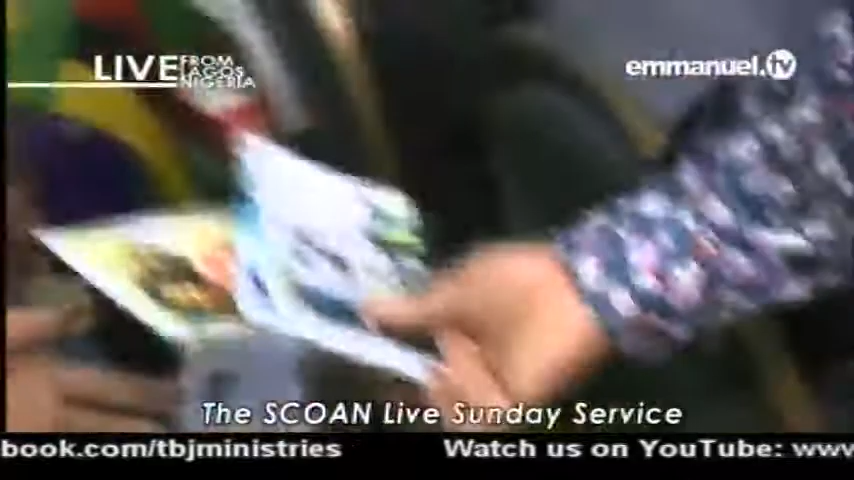 LIVE FROM LAGOS NIGERIA
emmanuel.tv
The SCOAN Live Sunday Service
book.com/tbjministries Watch us on YouTube: www